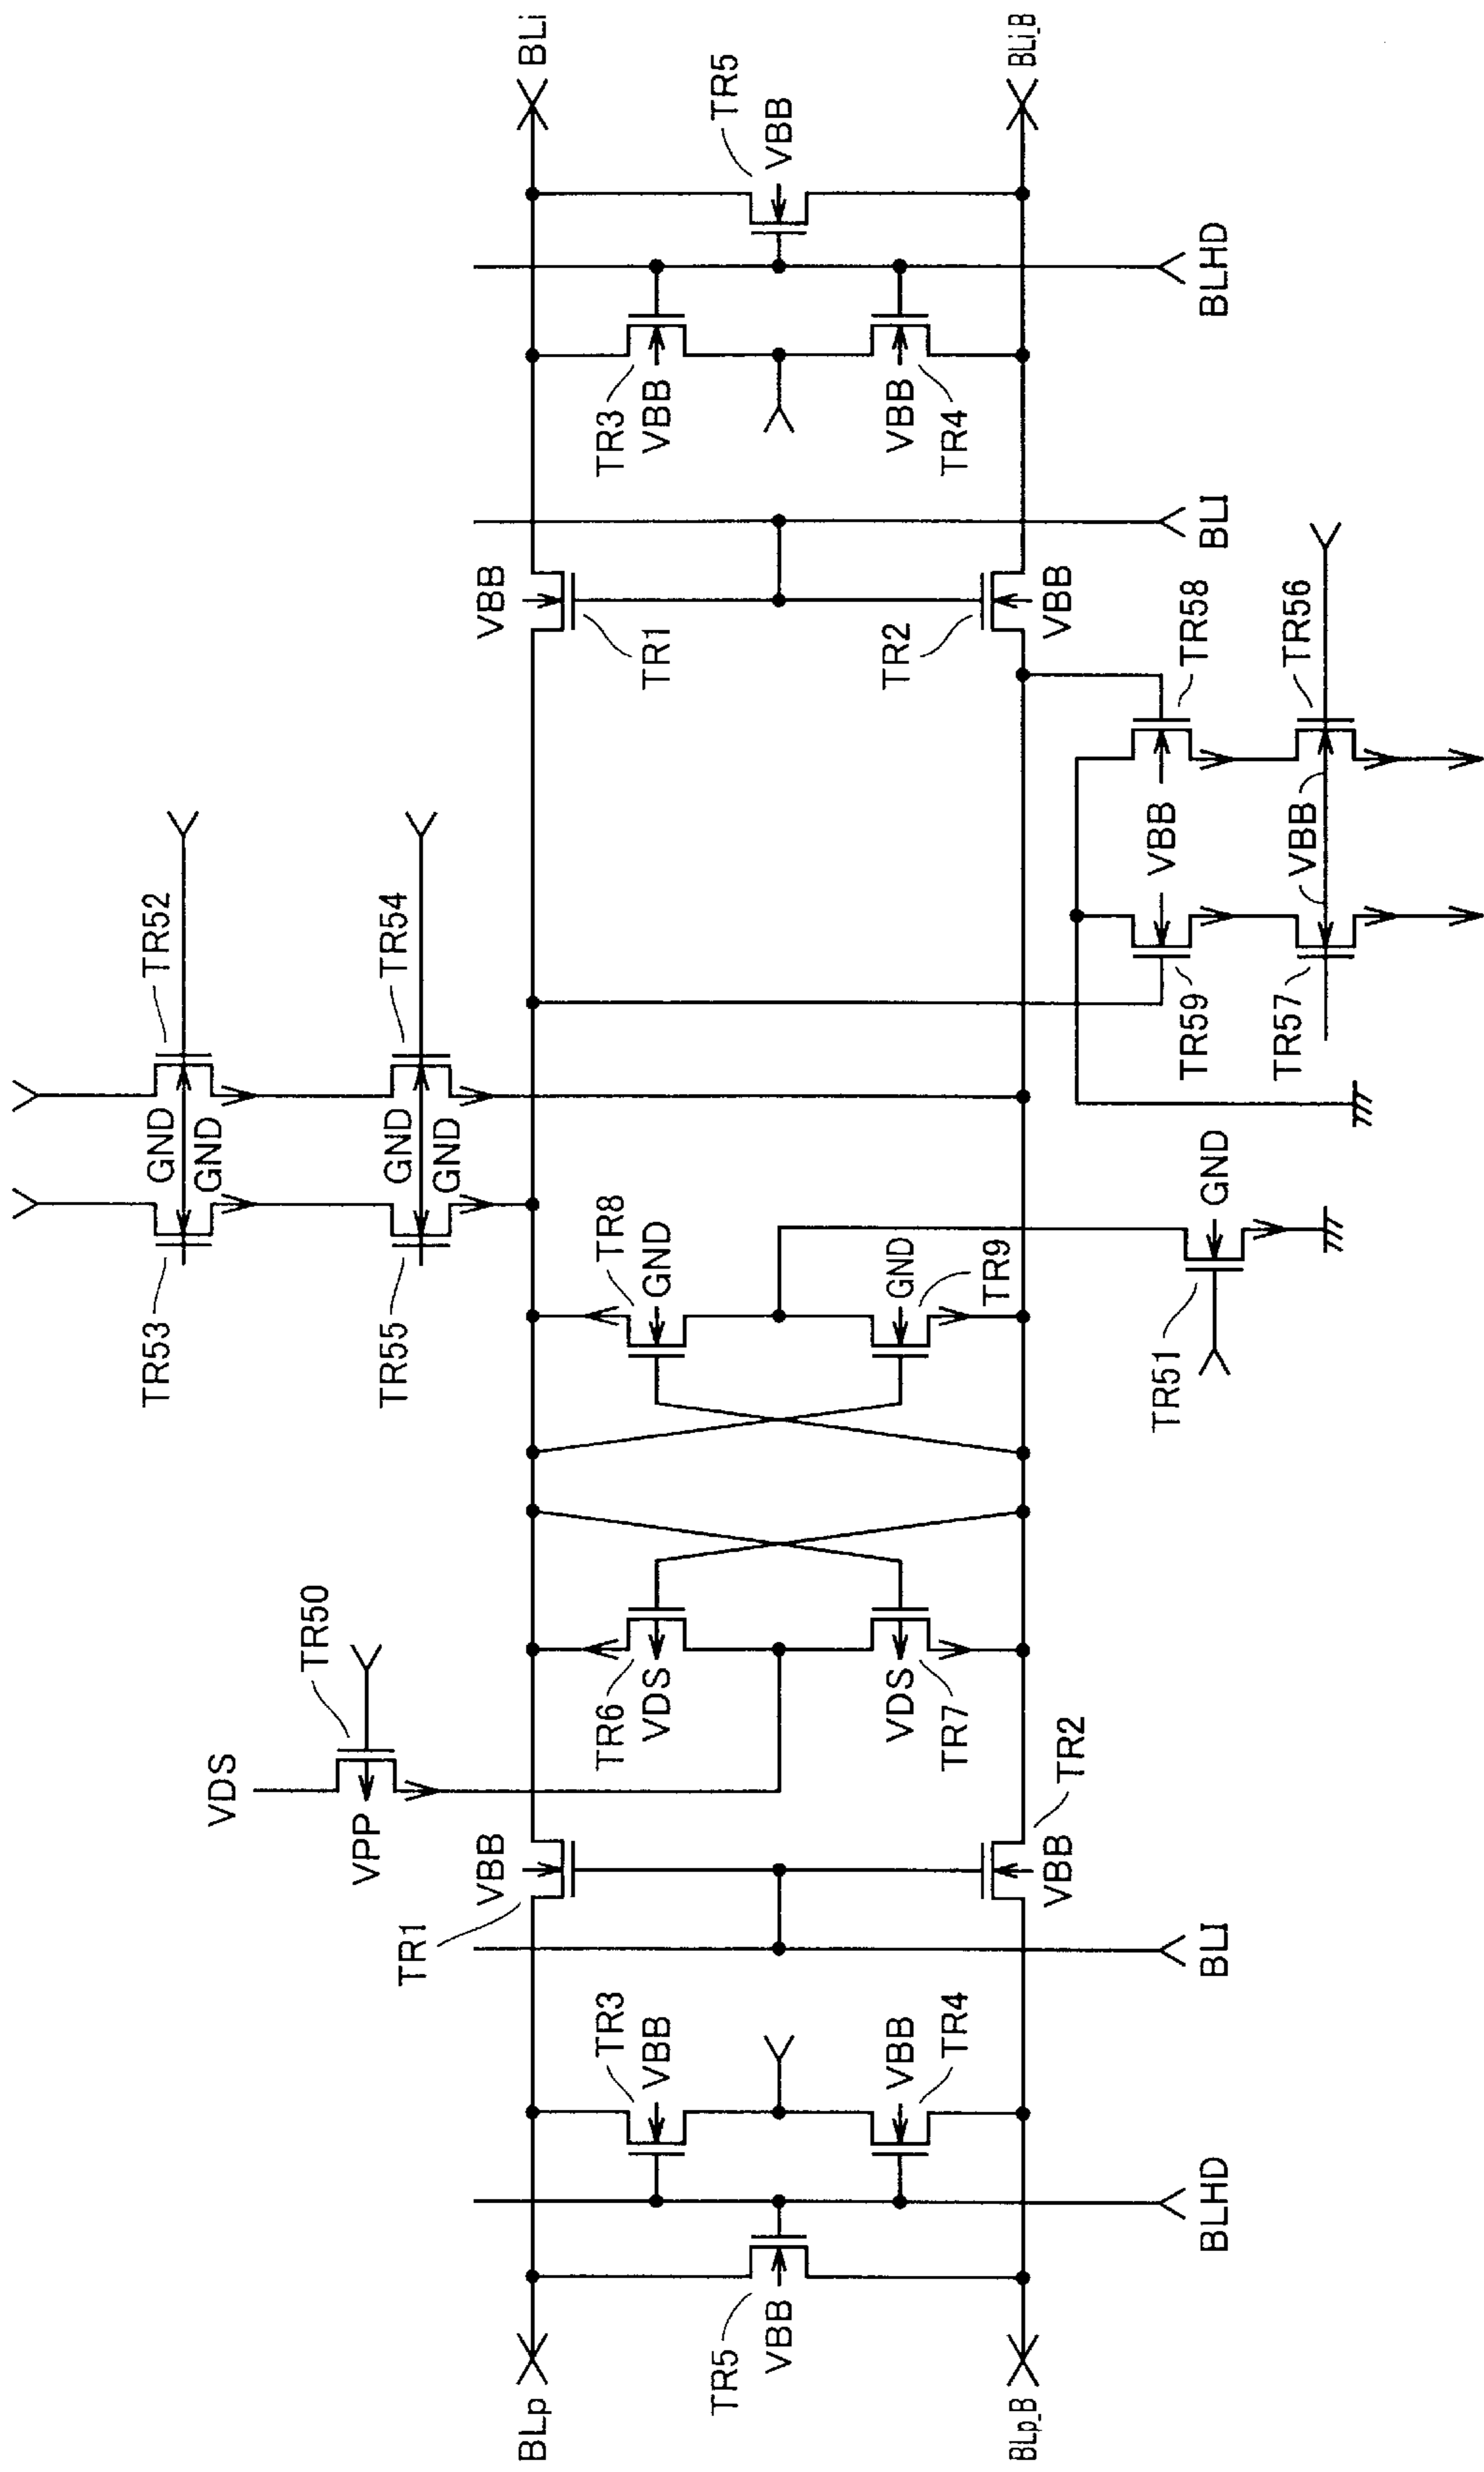 BLp
BLp_B
TR5
VBB
BLHD
TR3
VBB
VBB
TR4
BLI
TR1
VBB
VBB
TR2
VDS
VPP
TR50
TR6
VDS
VDS
TR7
TR8
GND
GND
TR9
TR51
GND
TR53
TR55
GND
GND
GND
GND
TR52
TR54
TR59
TR57
VBB
VBB
TR58
TR56
VBB
TR1
TR2
VBB
BLI
TR3
VBB
VBB
TR4
BLHD
TR5
VBB
BLi
BLi_B